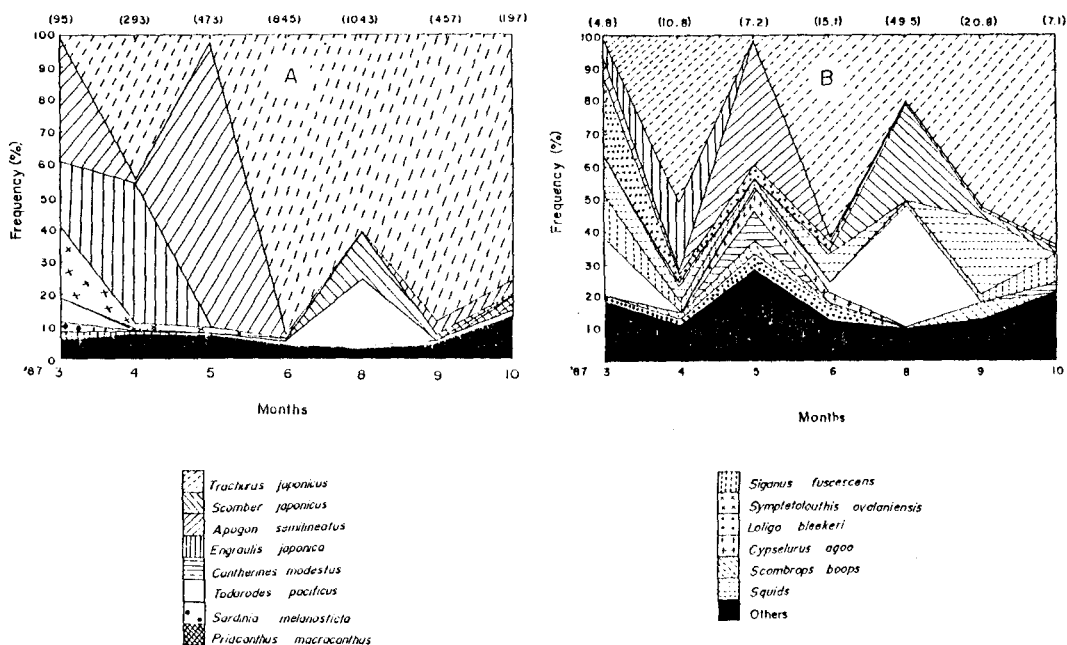 (95) (293) (473) (845) (1043) (457) (197)
(4.8) (10.8) (7.2) (15.1) (49.5) (20.8) (7.1)
A
B
Frequency (%)
100
90
80
70
60
50
40
30
20
10
0
'87 3 4 5 6 8 9 10
Months
Frequency (%)
100
90
80
70
60
50
40
30
20
10
'87 3 4 5 6 8 9 10
Months
Trachurus japonicus
Scomber japonicus
Apogon semilineatus
Engraulis japonica
Cantherines modestus
Todarodes pacificus
Sardinia melanosticta
Priacanthus macracanthus
Siganus fuscescens
Symplectolouthis ovalaniensis
Loligo bleekeri
Cypselurus agoo
Scombrops boops
Squids
Others